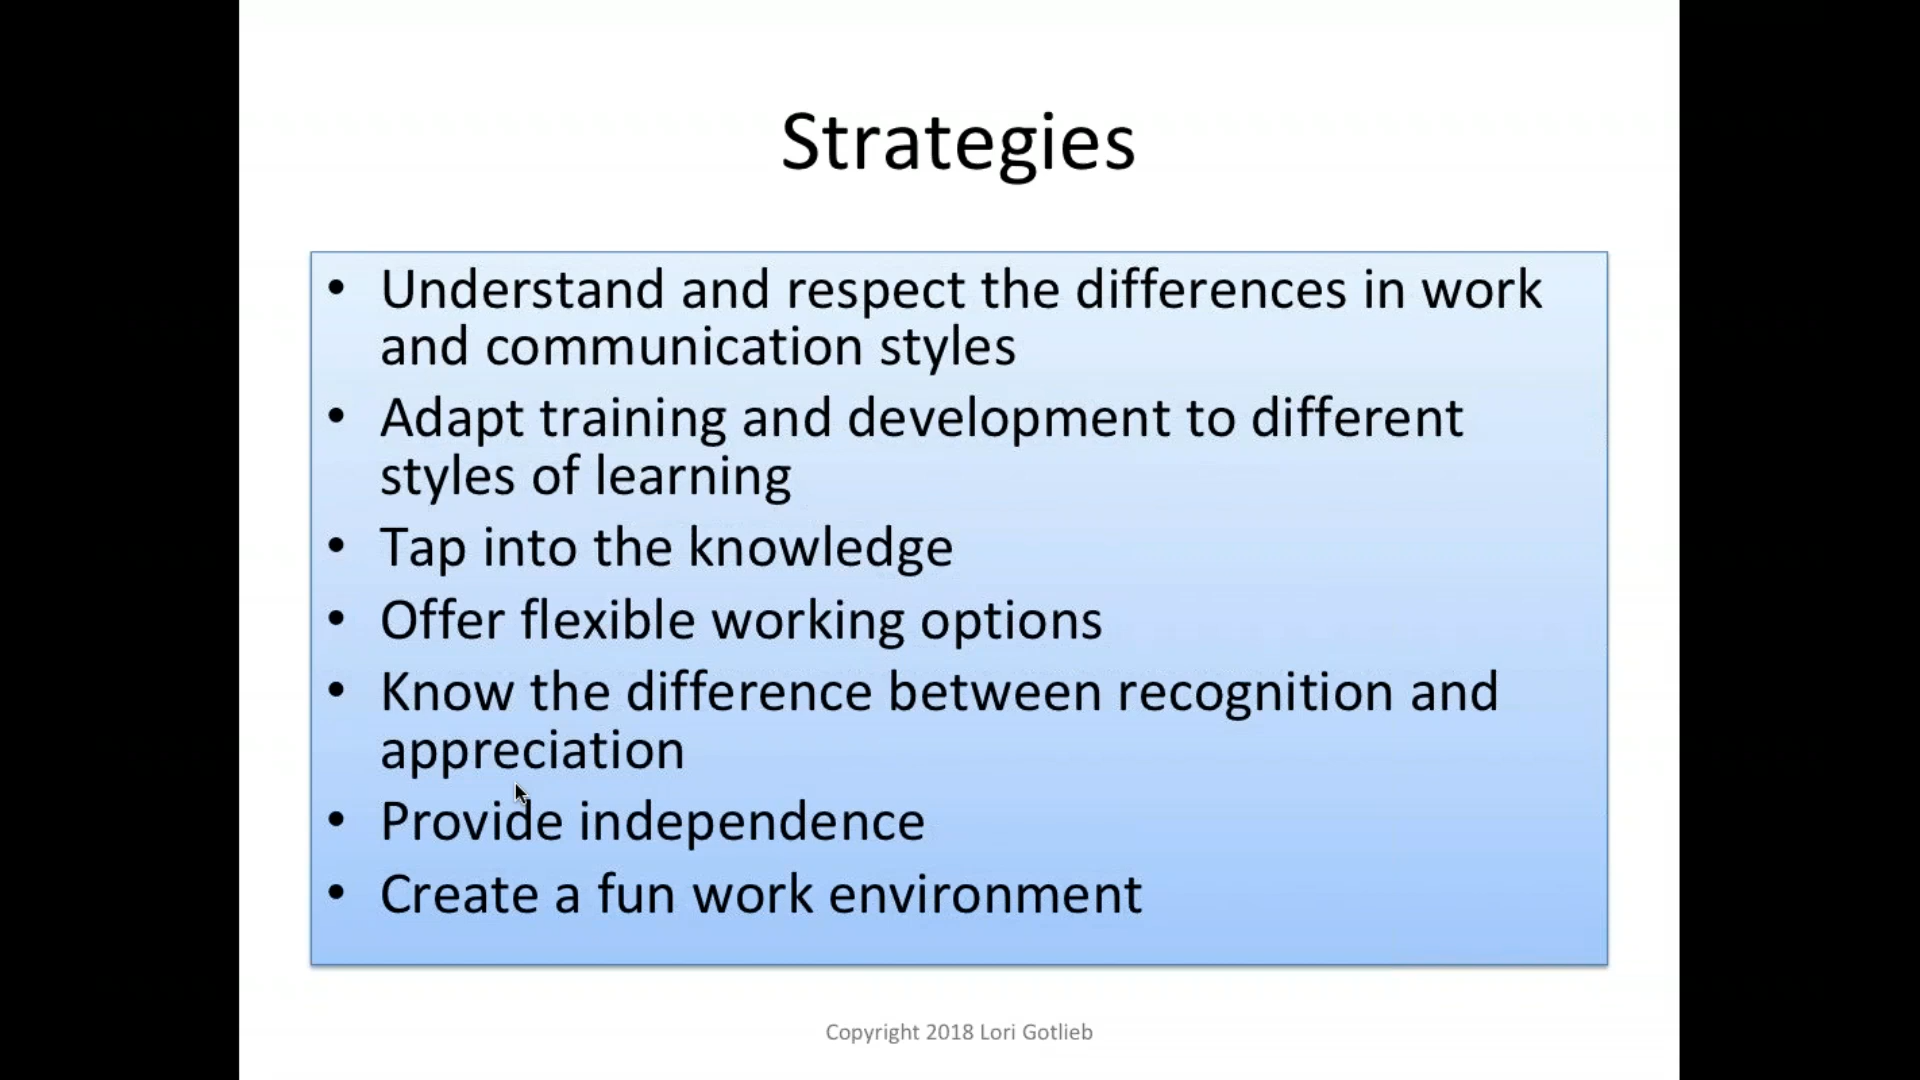 Strategies
• Understand and respect the differences in work
and communication styles
• Adapt training and development to different
styles of learning
• Tap into the knowledge
• Offer flexible working options
• Know the difference between recognition and
appreciation
• Provide independence
• Create a fun work environment
Copyright 2018 Lori Gotlieb